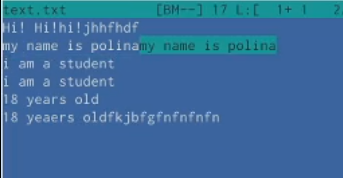 text.txt [BM--] 17 L:[ 1+ 1 2
Hi! Hi!hi!jhhfhdf
my name is polinamy name is polina
i am a student
i am a student
18 years old
18 yeaers oldfkjbfgfnfnfnfn